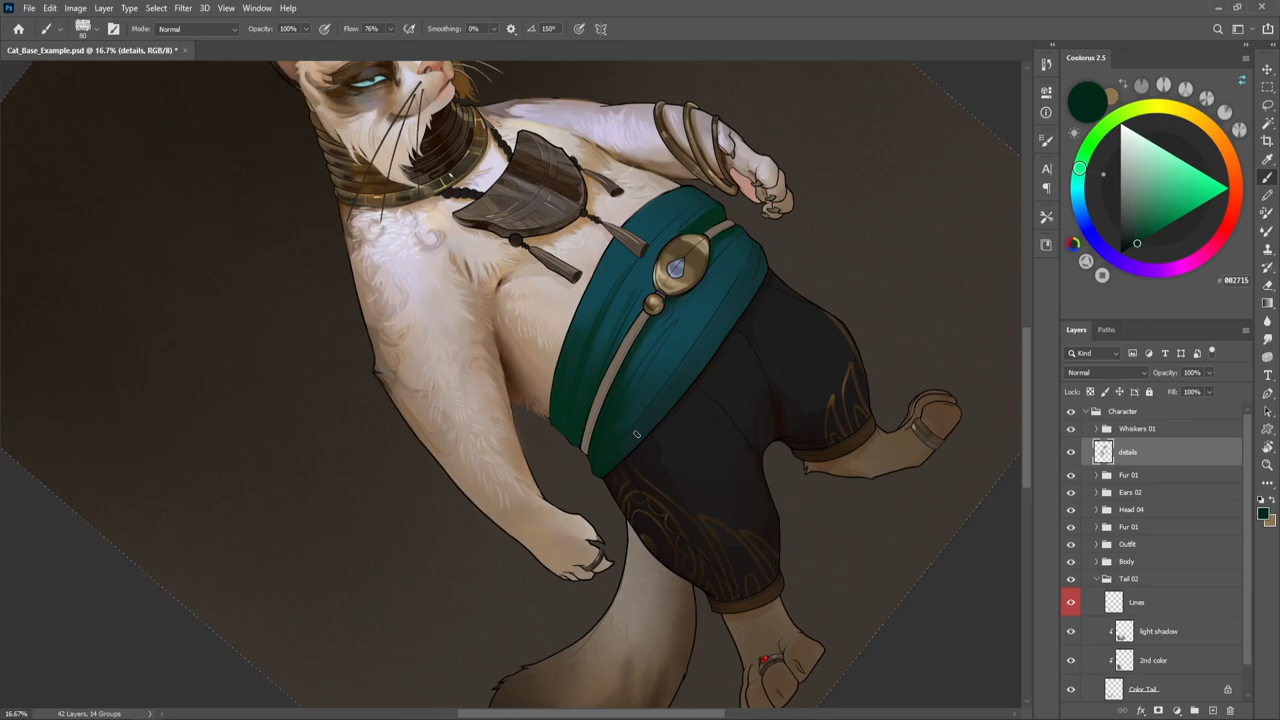 File Edit Image Layer Type Select Filter 3D View Window Help
80 Mode: Normal Opacity: 100% Flow: 76% Smoothing: 0% 150°
Cat_Base_Example.psd @ 16.7% (details, RGB/8) *
Coolorus 2.5
#002715
Layers Paths
Kind
Normal Opacity: 100%
Lock: Fill: 100%
Character
Whiskers 01
details
Fur 01
Ears 02
Head 04
Fur 01
Outfit
Body
Tail 02
Lines
light shadow
2nd color
Color Tail
16.67% 42 Layers, 14 Groups